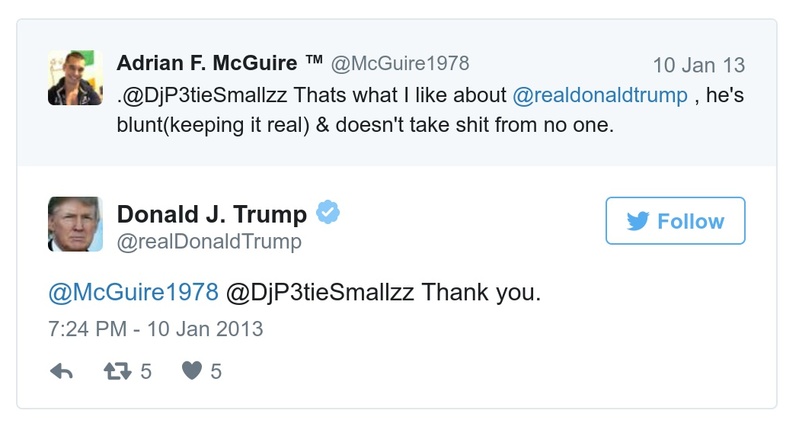 Adrian F. McGuire ™ @McGuire1978 10 Jan 13
.@DjP3tieSmallzz Thats what I like about @realdonaldtrump , he's
blunt(keeping it real) & doesn't take shit from no one.
Donald J. Trump
@realDonaldTrump
Follow
@McGuire1978 @DjP3tieSmallzz Thank you.
7:24 PM - 10 Jan 2013
5 5